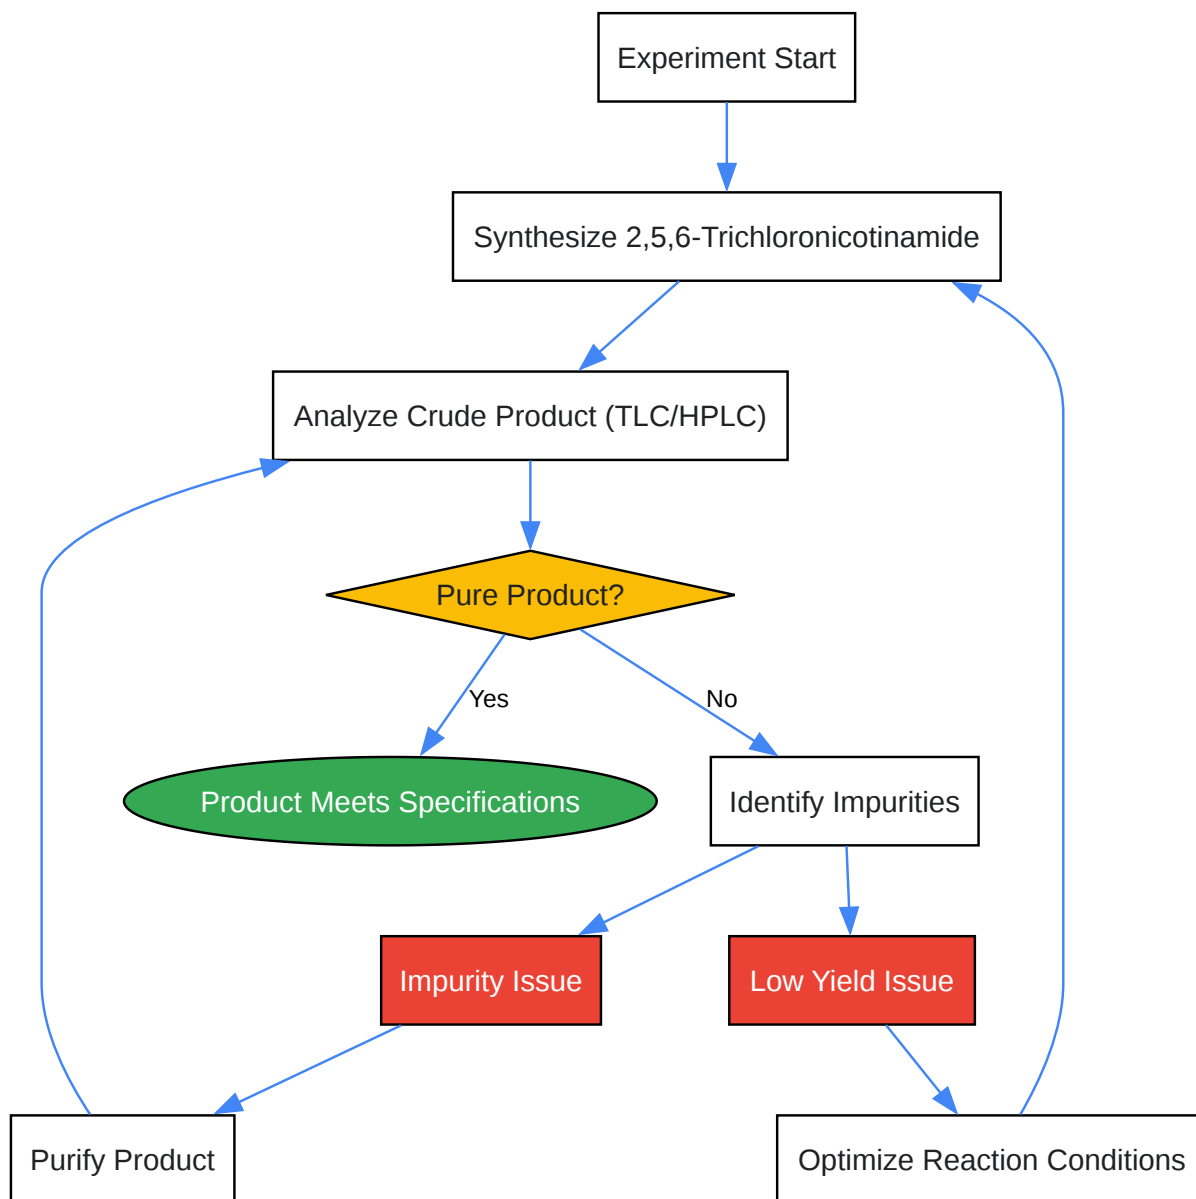 Experiment Start
Synthesize 2,5,6-Trichloronicotinamide
Analyze Crude Product (TLC/HPLC)
Pure Product?
Yes
No
Product Meets Specifications
Identify Impurities
Impurity Issue
Low Yield Issue
Purify Product
Optimize Reaction Conditions